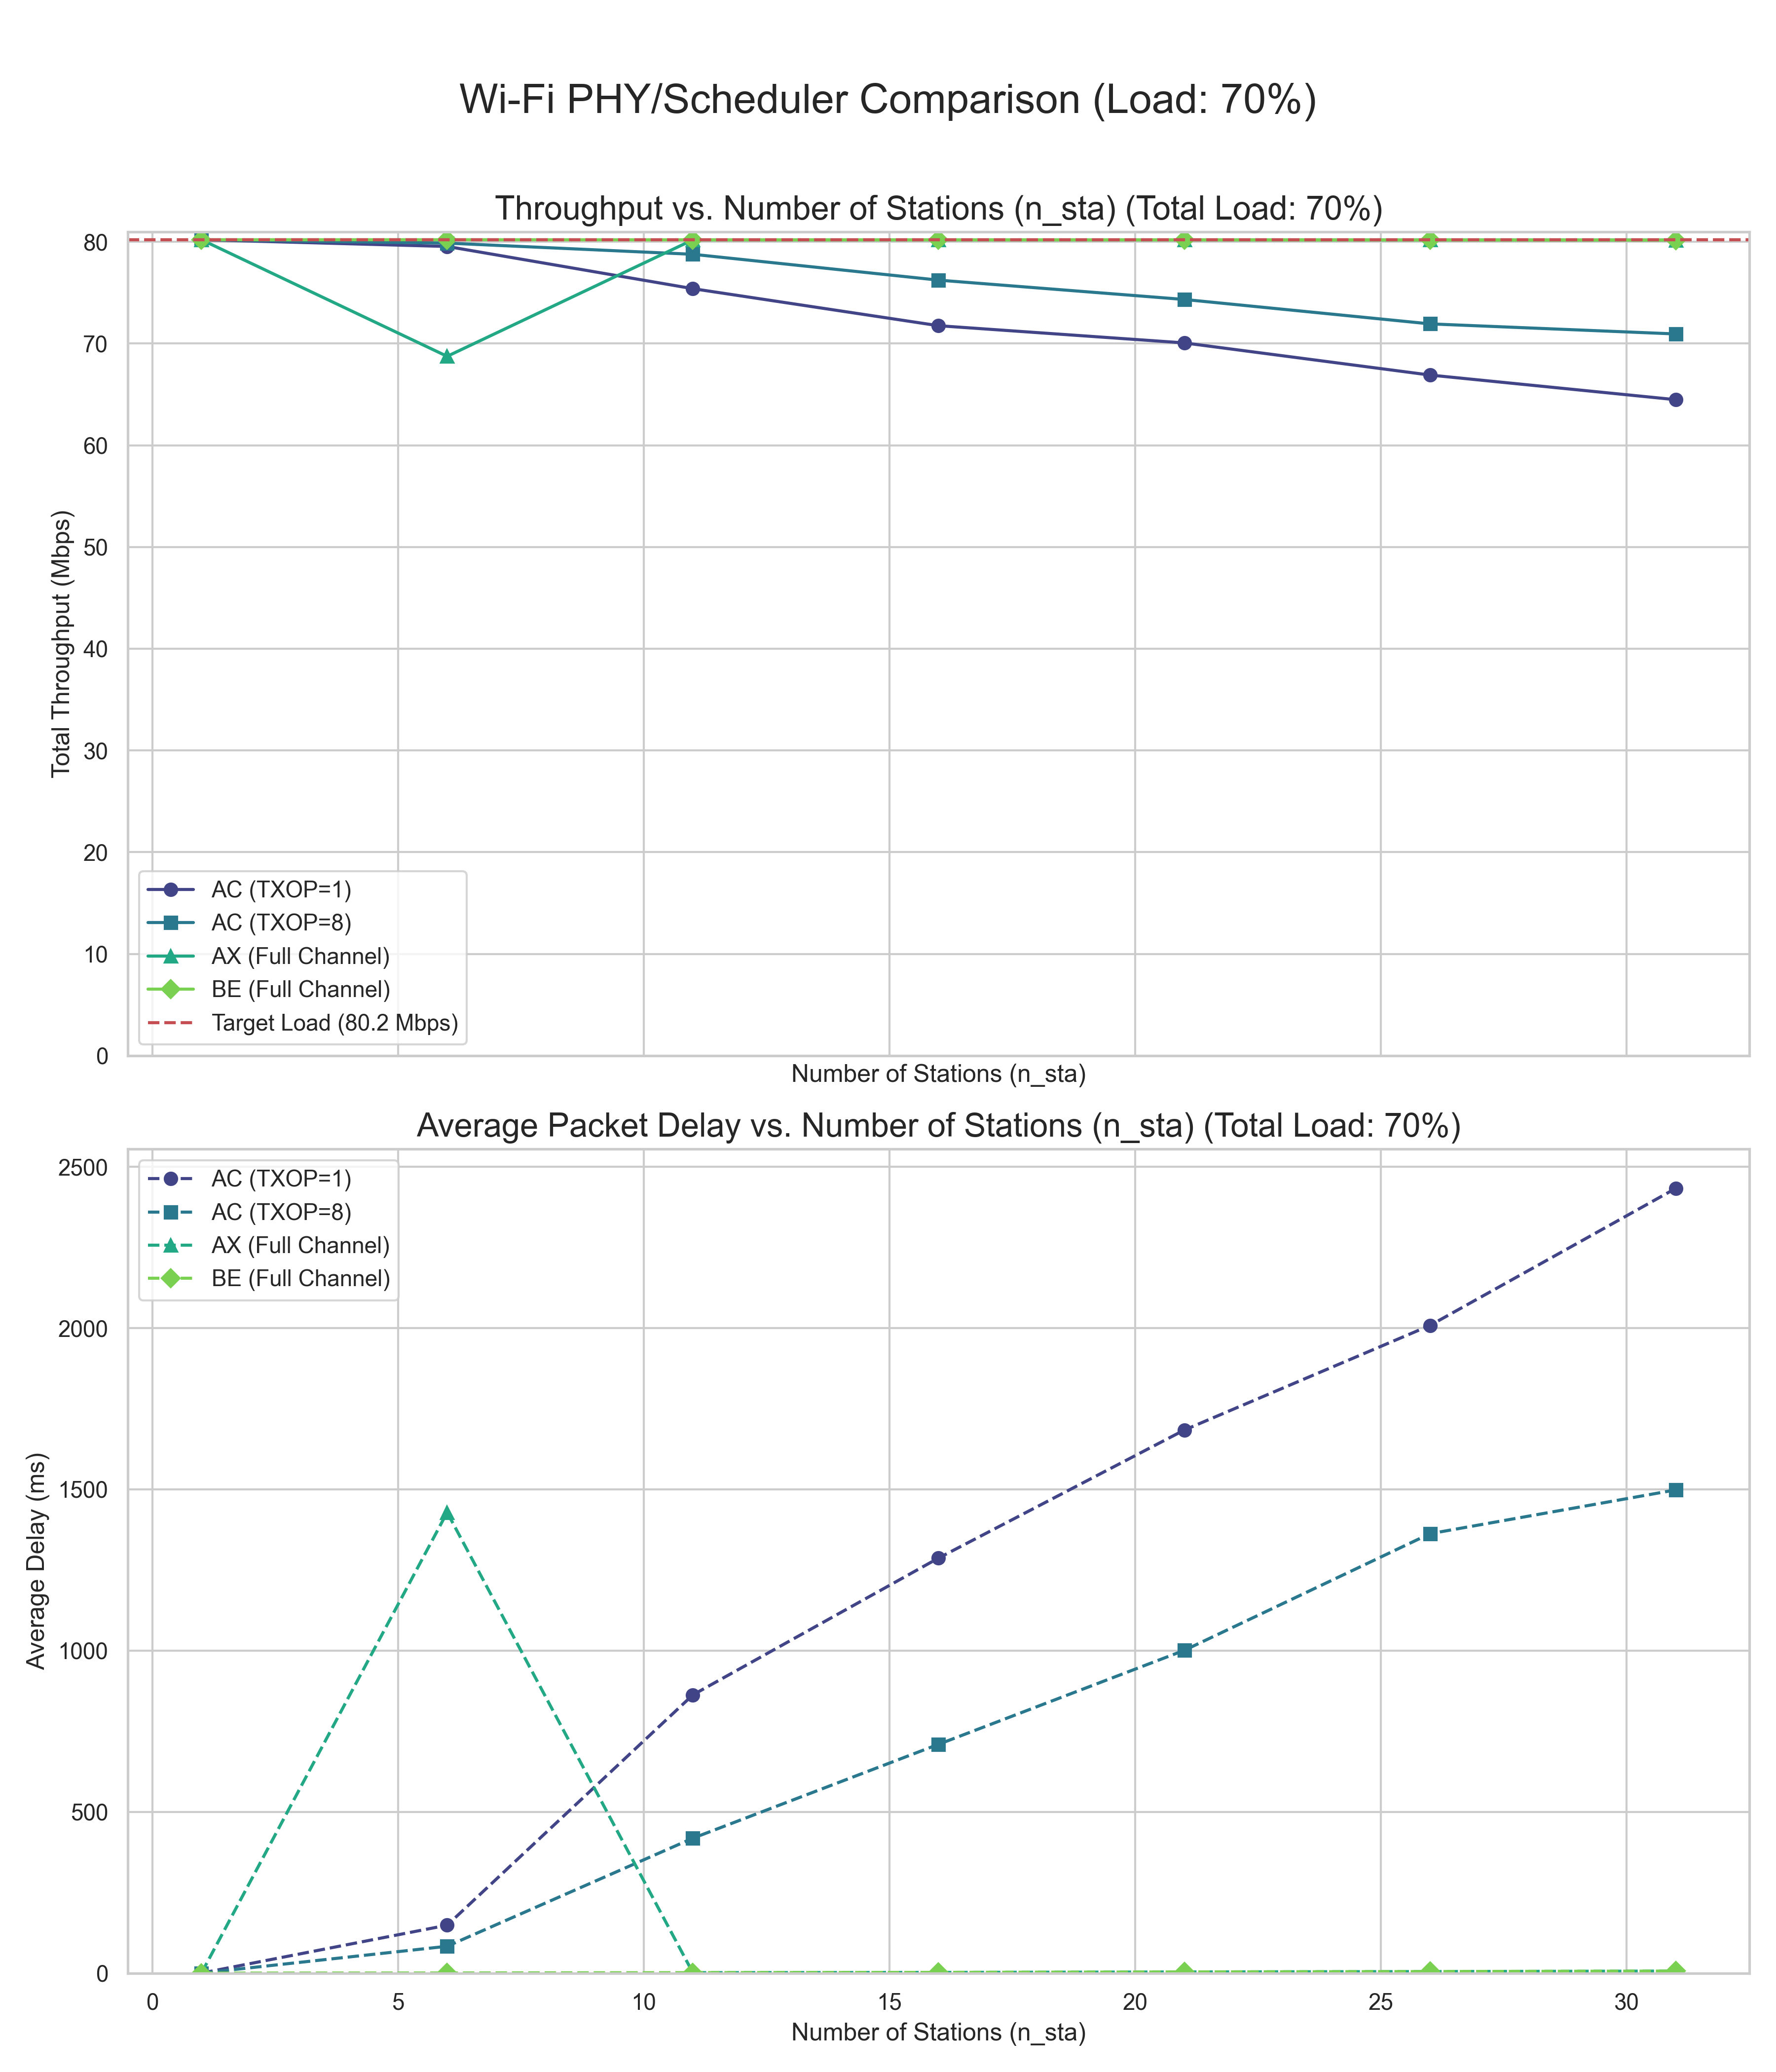 Wi-Fi PHY/Scheduler Comparison (Load: 70%)
Throughput vs. Number of Stations (n_sta) (Total Load: 70%)
Total Throughput (Mbps)
80
70
60
50
40
30
20
10
0
AC (TXOP=1)
AC (TXOP=8)
AX (Full Channel)
BE (Full Channel)
Target Load (80.2 Mbps)
Number of Stations (n_sta)
Average Packet Delay vs. Number of Stations (n_sta) (Total Load: 70%)
Average Delay (ms)
2500
2000
1500
1000
500
0
AC (TXOP=1)
AC (TXOP=8)
AX (Full Channel)
BE (Full Channel)
0 5 10 15 20 25 30
Number of Stations (n_sta)